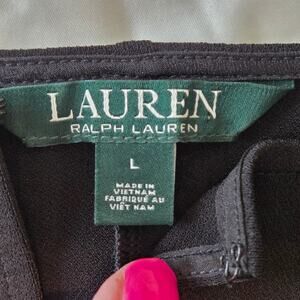 LAUREN
RALPH LAUREN
L
MADE IN
VIETNAM
FABRIQUÉ AU
VIÊT NAM